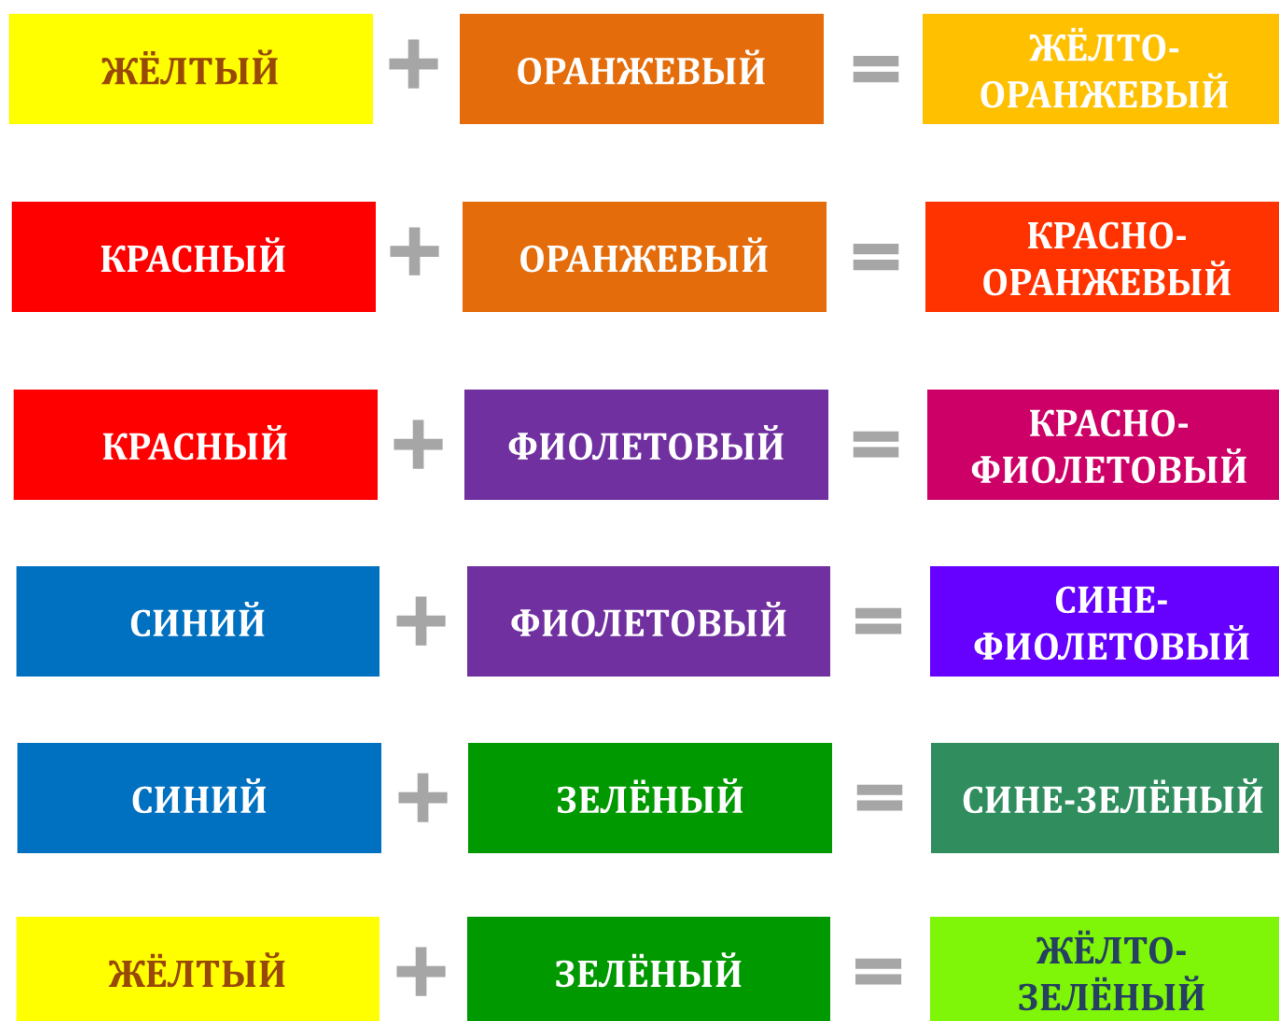 ЖЁЛТЫЙ + ОРАНЖЕВЫЙ = ЖЁЛТО-
ОРАНЖЕВЫЙ
КРАСНЫЙ + ОРАНЖЕВЫЙ = КРАСНО-
ОРАНЖЕВЫЙ
КРАСНЫЙ + ФИОЛЕТОВЫЙ = КРАСНО-
ФИОЛЕТОВЫЙ
СИНИЙ + ФИОЛЕТОВЫЙ = СИНЕ-
ФИОЛЕТОВЫЙ
СИНИЙ + ЗЕЛЁНЫЙ = СИНЕ-ЗЕЛЁНЫЙ
ЖЁЛТЫЙ + ЗЕЛЁНЫЙ = ЖЁЛТО-
ЗЕЛЁНЫЙ